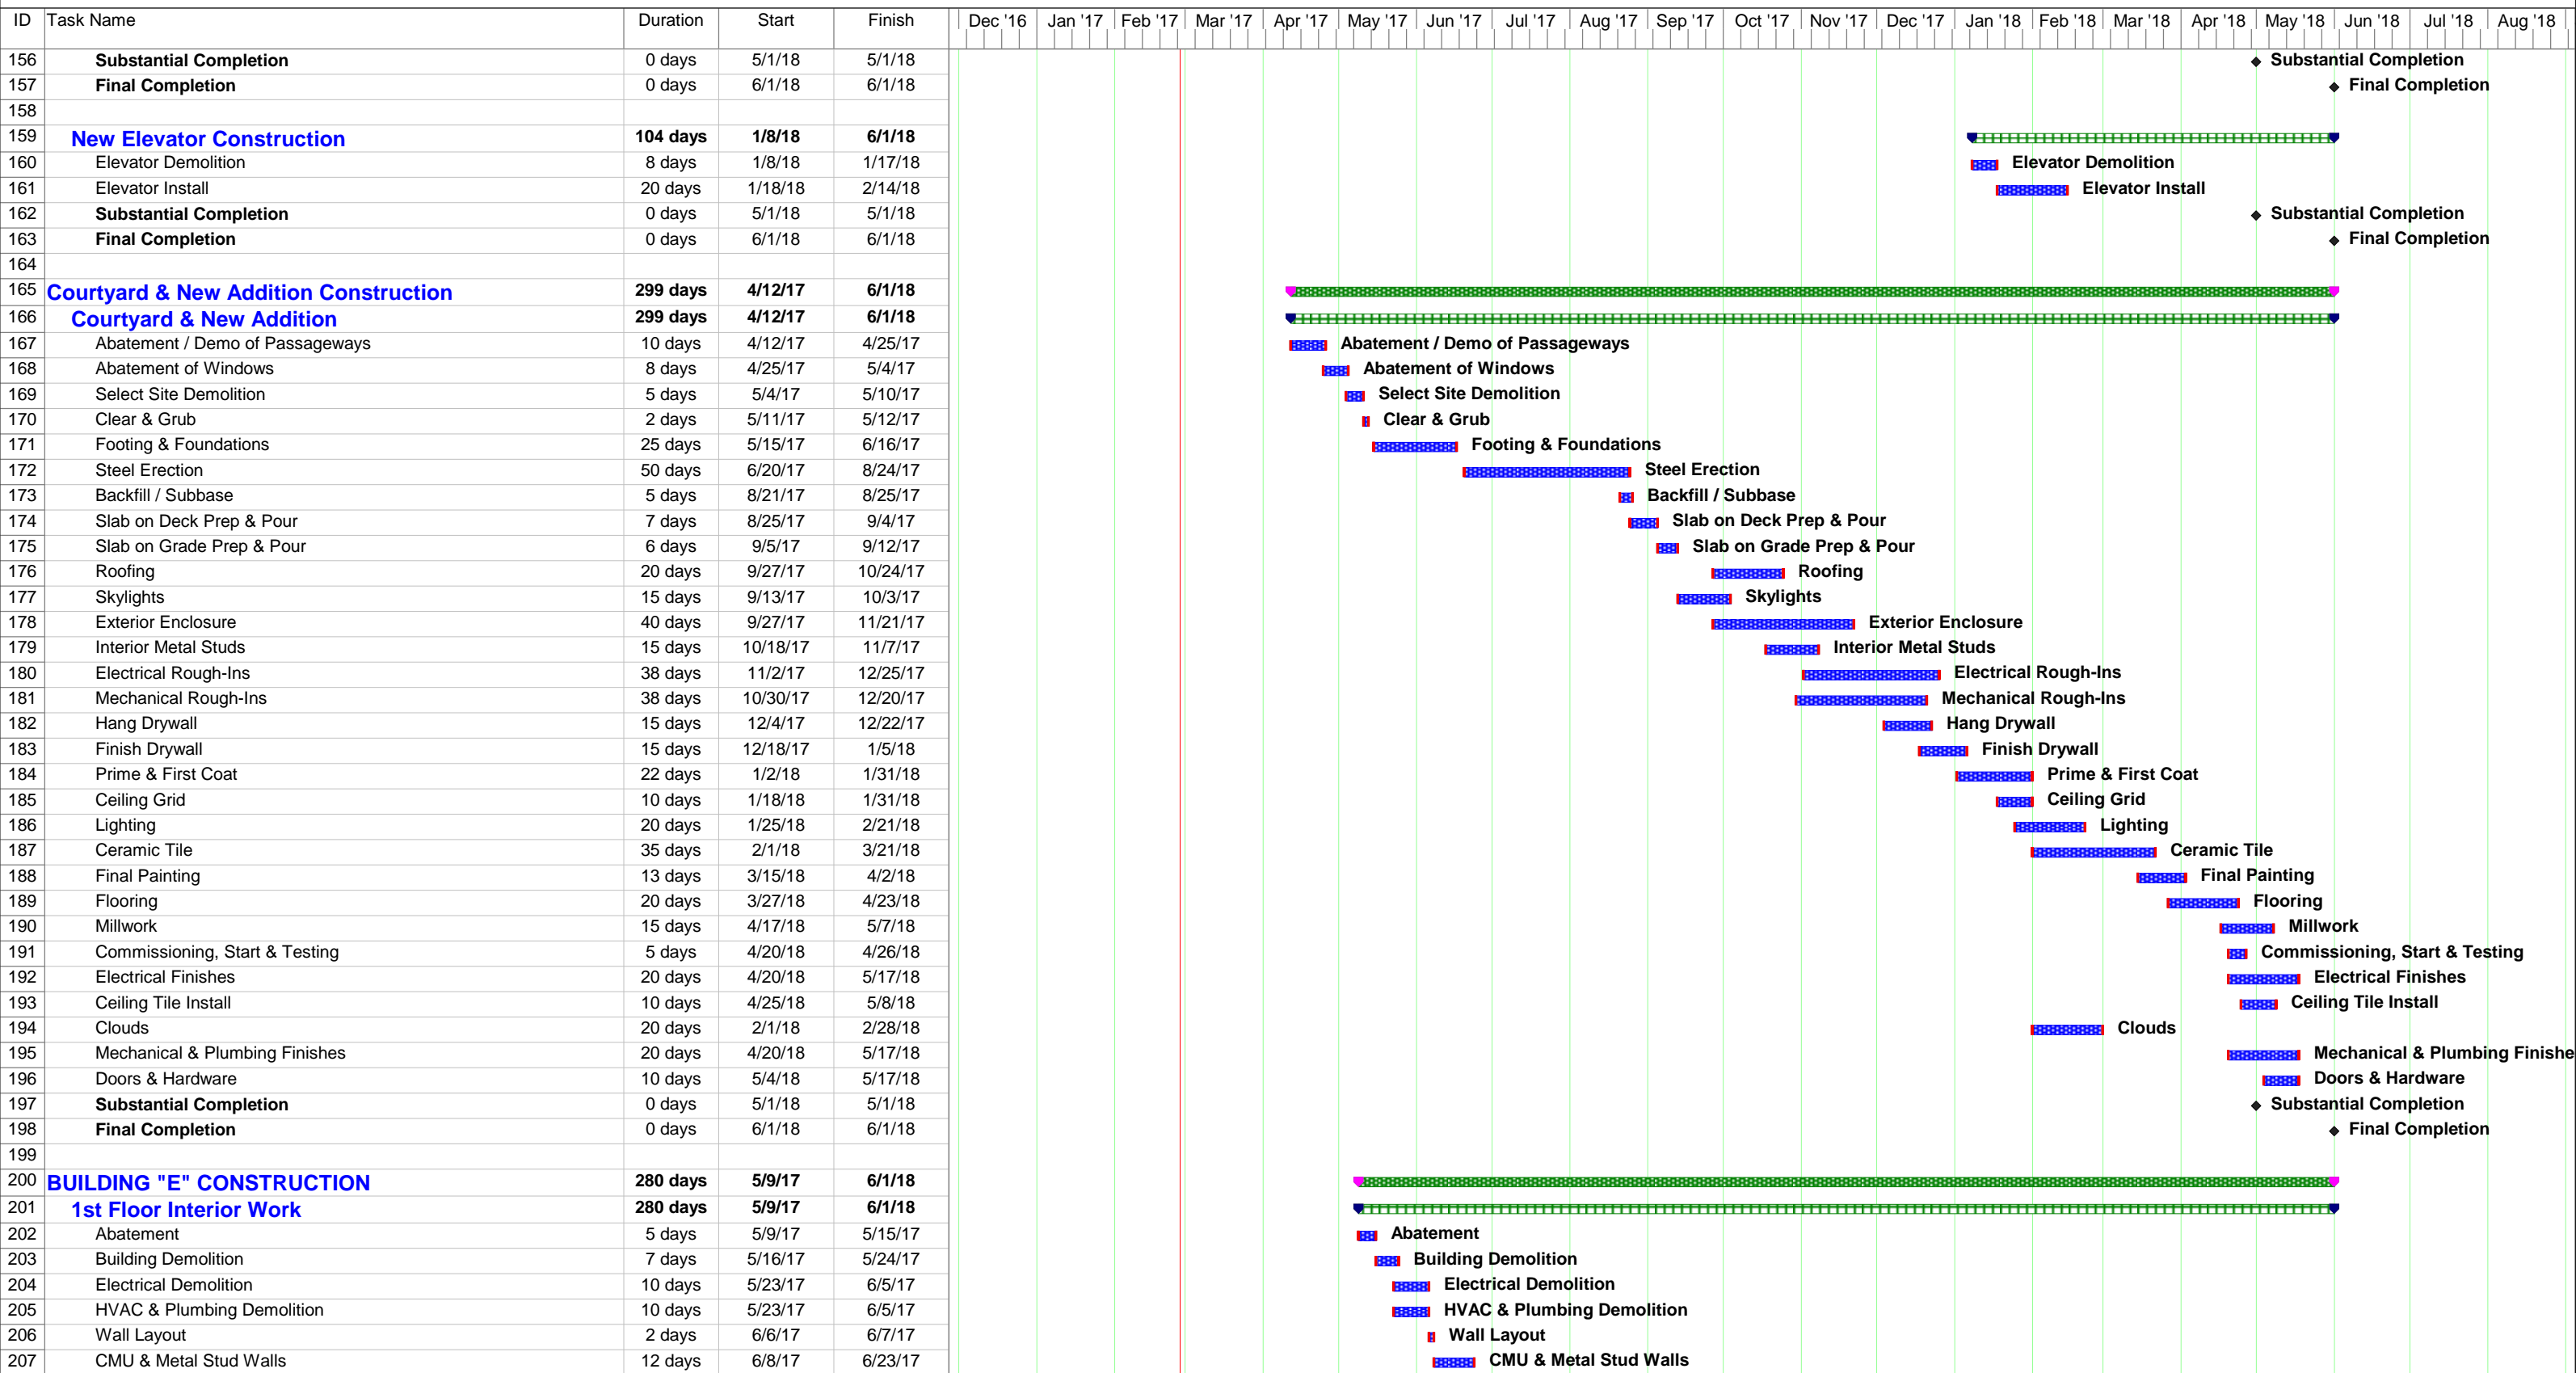 ID Task Name Duration Start Finish Dec '16 Jan '17 Feb '17 Mar '17 Apr '17 May '17 Jun '17 Jul '17 Aug '17 Sep '17 Oct '17 Nov '17 Dec '17 Jan '18 Feb '18 Mar '18 Apr '18 May '18 Jun '18 Jul '18 Aug '18
156 Substantial Completion 0 days 5/1/18 5/1/18 Substantial Completion
157 Final Completion 0 days 6/1/18 6/1/18 Final Completion
158
159 New Elevator Construction 104 days 1/8/18 6/1/18
160 Elevator Demolition 8 days 1/8/18 1/17/18 Elevator Demolition
161 Elevator Install 20 days 1/18/18 2/14/18 Elevator Install
162 Substantial Completion 0 days 5/1/18 5/1/18 Substantial Completion
163 Final Completion 0 days 6/1/18 6/1/18 Final Completion
164
165 Courtyard & New Addition Construction 299 days 4/12/17 6/1/18
166 Courtyard & New Addition 299 days 4/12/17 6/1/18
167 Abatement / Demo of Passageways 10 days 4/12/17 4/25/17 Abatement / Demo of Passageways
168 Abatement of Windows 8 days 4/25/17 5/4/17 Abatement of Windows
169 Select Site Demolition 5 days 5/4/17 5/10/17 Select Site Demolition
170 Clear & Grub 2 days 5/11/17 5/12/17 Clear & Grub
171 Footing & Foundations 25 days 5/15/17 6/16/17 Footing & Foundations
172 Steel Erection 50 days 6/20/17 8/24/17 Steel Erection
173 Backfill / Subbase 5 days 8/21/17 8/25/17 Backfill / Subbase
174 Slab on Deck Prep & Pour 7 days 8/25/17 9/4/17 Slab on Deck Prep & Pour
175 Slab on Grade Prep & Pour 6 days 9/5/17 9/12/17 Slab on Grade Prep & Pour
176 Roofing 20 days 9/27/17 10/24/17 Roofing
177 Skylights 15 days 9/13/17 10/3/17 Skylights
178 Exterior Enclosure 40 days 9/27/17 11/21/17 Exterior Enclosure
179 Interior Metal Studs 15 days 10/18/17 11/7/17 Interior Metal Studs
180 Electrical Rough-Ins 38 days 11/2/17 12/25/17 Electrical Rough-Ins
181 Mechanical Rough-Ins 38 days 10/30/17 12/20/17 Mechanical Rough-Ins
182 Hang Drywall 15 days 12/4/17 12/22/17 Hang Drywall
183 Finish Drywall 15 days 12/18/17 1/5/18 Finish Drywall
184 Prime & First Coat 22 days 1/2/18 1/31/18 Prime & First Coat
185 Ceiling Grid 10 days 1/18/18 1/31/18 Ceiling Grid
186 Lighting 20 days 1/25/18 2/21/18 Lighting
187 Ceramic Tile 35 days 2/1/18 3/21/18 Ceramic Tile
188 Final Painting 13 days 3/15/18 4/2/18 Final Painting
189 Flooring 20 days 3/27/18 4/23/18 Flooring
190 Millwork 15 days 4/17/18 5/7/18 Millwork
191 Commissioning, Start & Testing 5 days 4/20/18 4/26/18 Commissioning, Start & Testing
192 Electrical Finishes 20 days 4/20/18 5/17/18 Electrical Finishes
193 Ceiling Tile Install 10 days 4/25/18 5/8/18 Ceiling Tile Install
194 Clouds 20 days 2/1/18 2/28/18 Clouds
195 Mechanical & Plumbing Finishes 20 days 4/20/18 5/17/18 Mechanical & Plumbing Finishe
196 Doors & Hardware 10 days 5/4/18 5/17/18 Doors & Hardware
197 Substantial Completion 0 days 5/1/18 5/1/18 Substantial Completion
198 Final Completion 0 days 6/1/18 6/1/18 Final Completion
199
200 BUILDING "E" CONSTRUCTION 280 days 5/9/17 6/1/18
201 1st Floor Interior Work 280 days 5/9/17 6/1/18
202 Abatement 5 days 5/9/17 5/15/17 Abatement
203 Building Demolition 7 days 5/16/17 5/24/17 Building Demolition
204 Electrical Demolition 10 days 5/23/17 6/5/17 Electrical Demolition
205 HVAC & Plumbing Demolition 10 days 5/23/17 6/5/17 HVAC & Plumbing Demolition
206 Wall Layout 2 days 6/6/17 6/7/17 Wall Layout
207 CMU & Metal Stud Walls 12 days 6/8/17 6/23/17 CMU & Metal Stud Walls